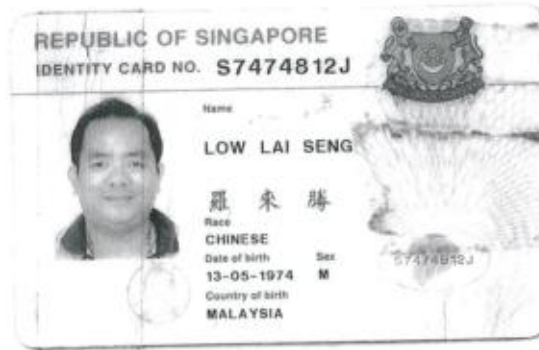 REPUBLIC OF SINGAPORE
IDENTITY CARD NO. S7474812J
Name
LOW LAI SENG
羅來勝
Race
CHINESE
Date of birth Sex
13-05-1974 M
S7474812J
Country of birth
MALAYSIA